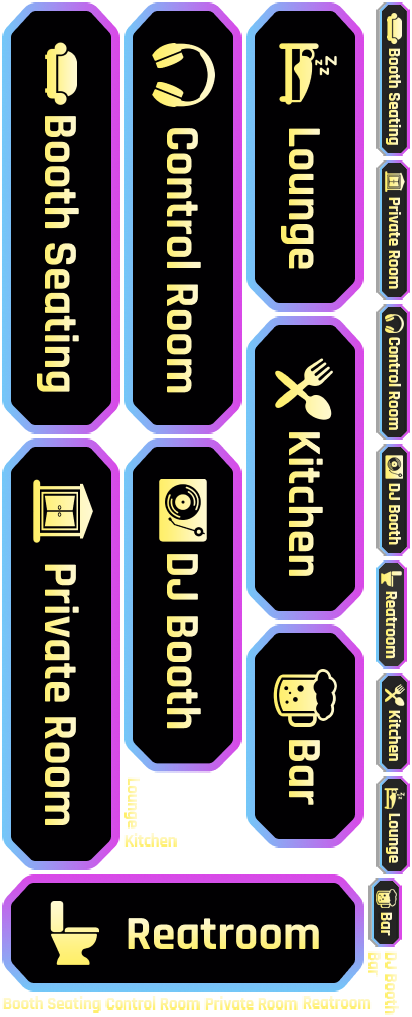 Booth Seating
Control Room
Lounge
Kitchen
Private Room
DJ Booth
Bar
Reatroom
Booth Seating
Private Room
Control Room
DJ Booth
Reatroom
Kitchen
Lounge
Bar
Lounge
Kitchen
DJ Booth
Bar
Booth Seating Control Room Private Room Reatroom